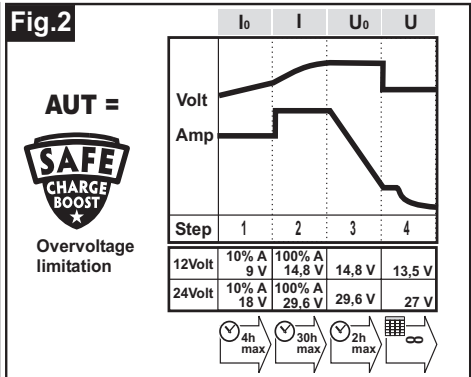 Fig.2
I₀ I U₀ U
AUT =
SAFE
CHARGE
BOOST
Overvoltage
limitation
Volt
Amp
Step 1 2 3 4
12Volt 10% A 9 V 100% A 14,8 V 14,8 V 13,5 V
24Volt 10% A 18 V 100% A 29,6 V 29,6 V 27 V
4h max 30h max 2h max ∞